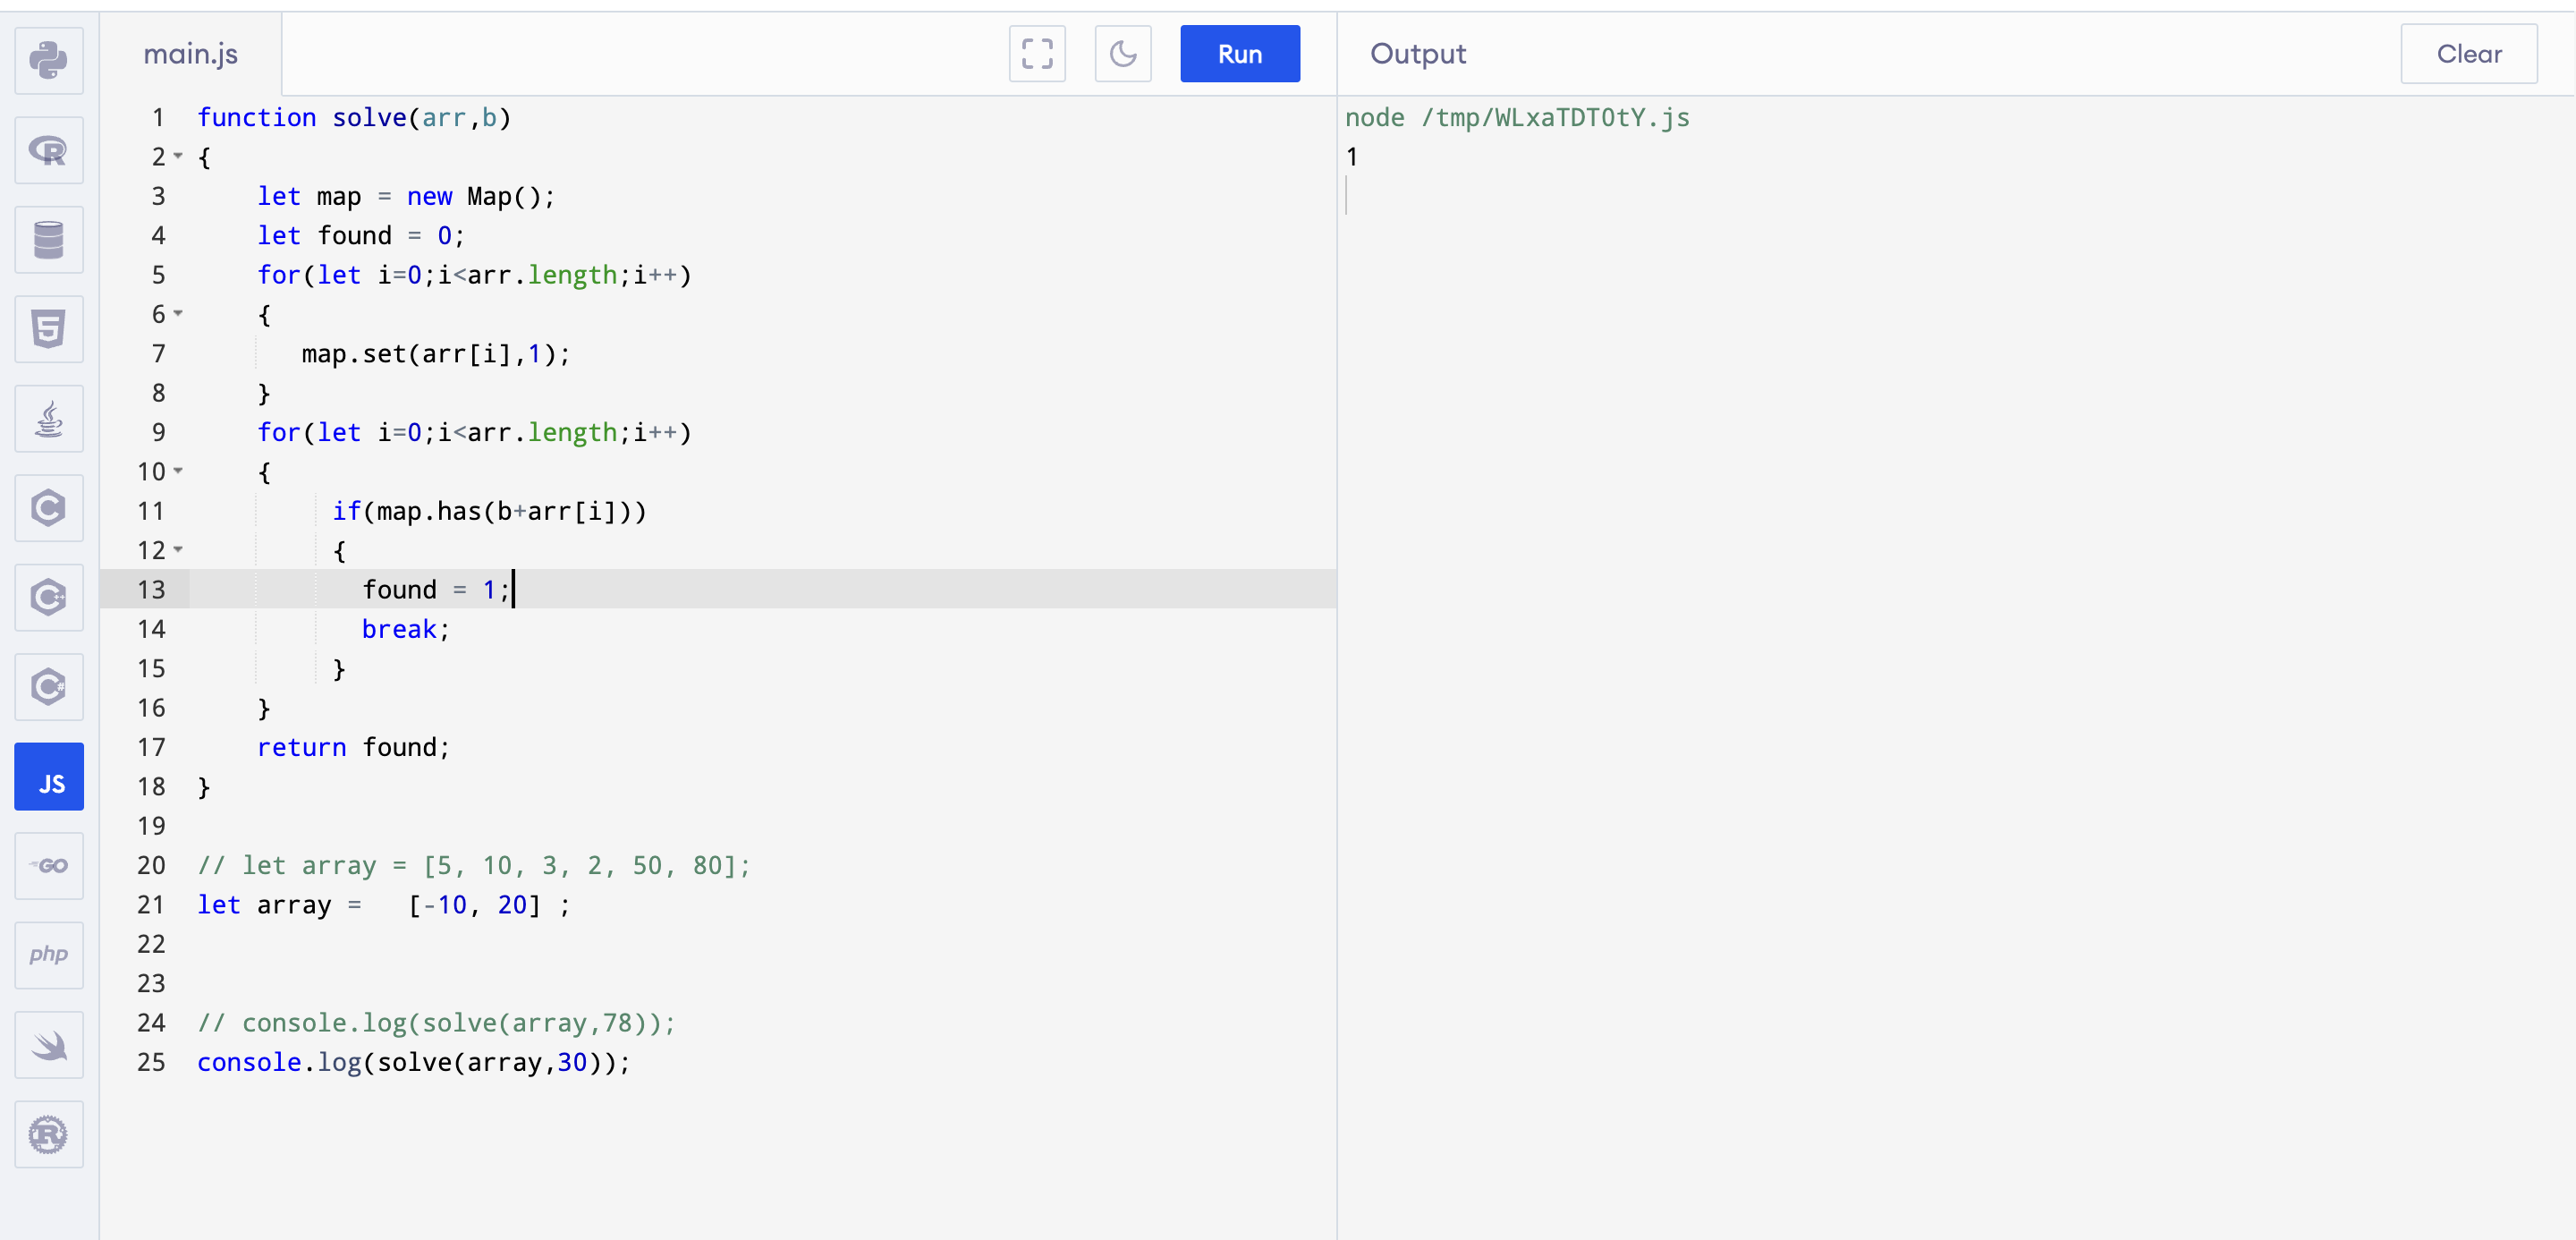 main.js
Run
Output
Clear
1 function solve(arr,b)
2 {
3     let map = new Map();
4     let found = 0;
5     for(let i=0;i<arr.length;i++)
6     {
7        map.set(arr[i],1);
8     }
9     for(let i=0;i<arr.length;i++)
10     {
11          if(map.has(b+arr[i]))
12          {
13            found = 1;
14            break;
15          }
16     }
17     return found;
18 }
19
20 // let array = [5, 10, 3, 2, 50, 80];
21 let array =   [-10, 20] ;
22
23
24 // console.log(solve(array,78));
25 console.log(solve(array,30));
node /tmp/WLxaTDT0tY.js
1
R
5
C
C++
C#
JS
GO
php
R